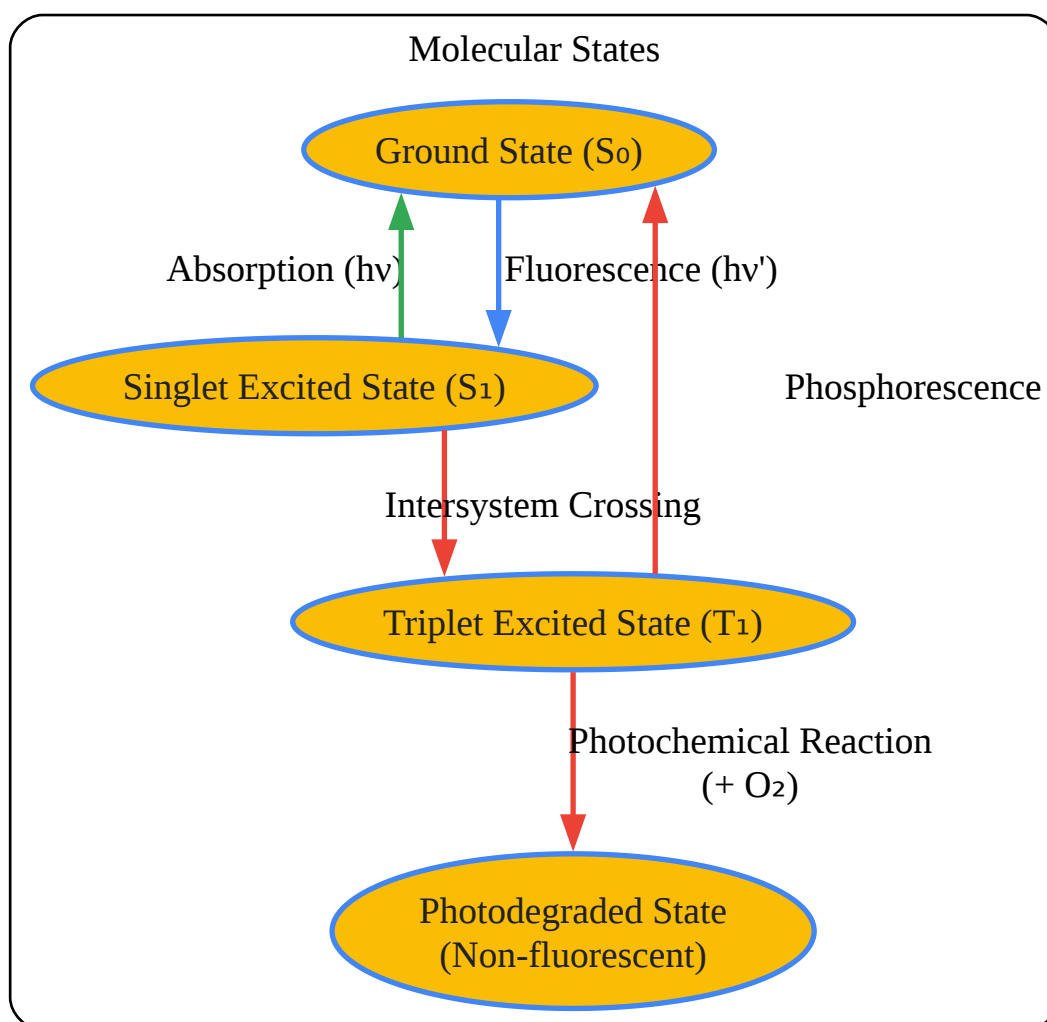 Molecular States
Ground State (S₀)
Absorption (hν)
Fluorescence (hν')
Singlet Excited State (S₁)
Phosphorescence
Intersystem Crossing
Triplet Excited State (T₁)
Photochemical Reaction
(+ O₂)
Photodegraded State
(Non-fluorescent)